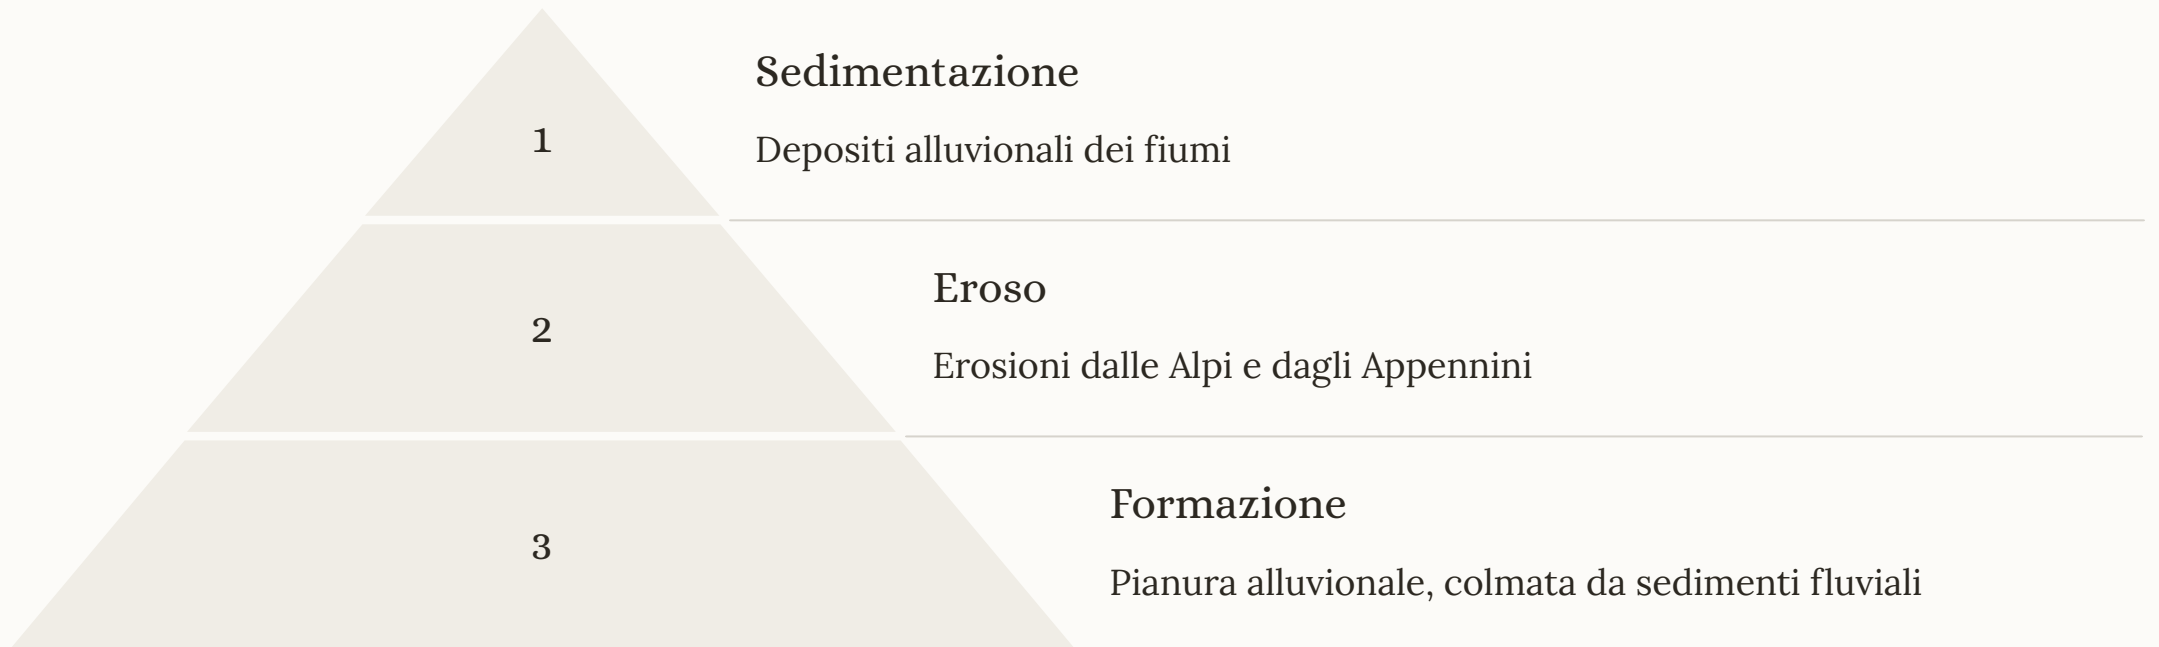 1
Sedimentazione
Depositi alluvionali dei fiumi
2
Eroso
Erosioni dalle Alpi e dagli Appennini
3
Formazione
Pianura alluvionale, colmata da sedimenti fluviali